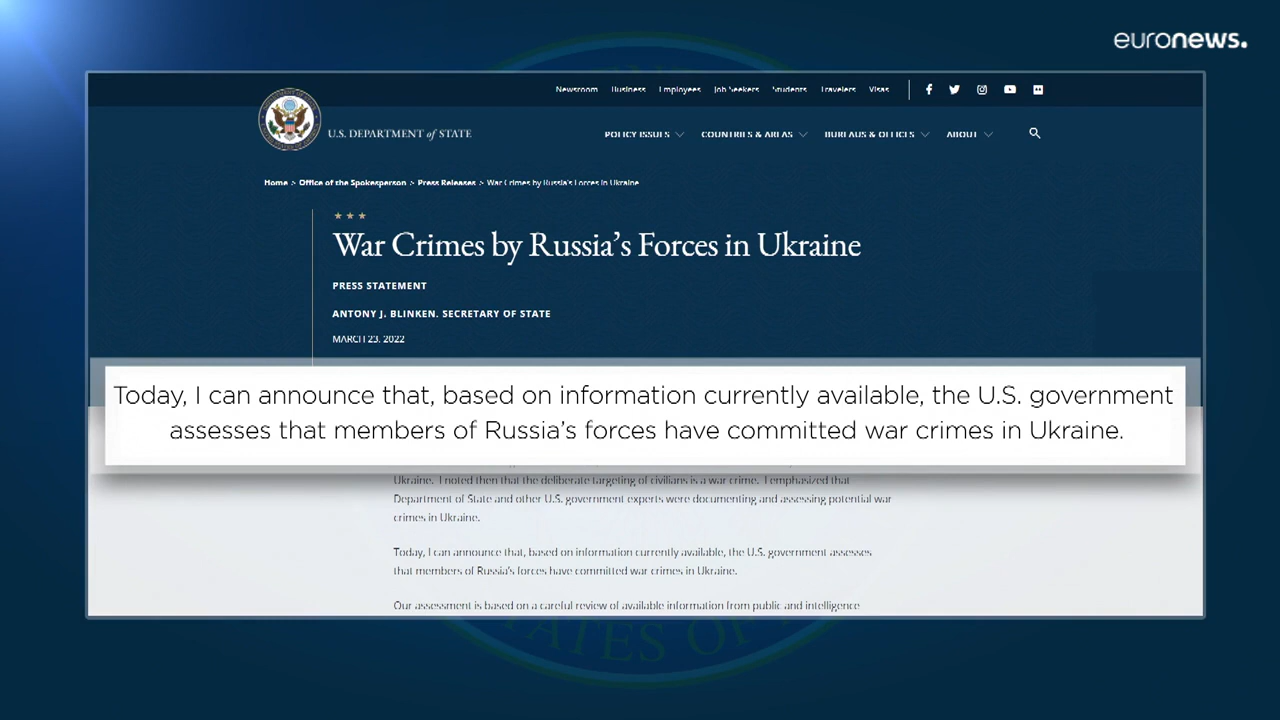 euronews.
Newsroom Business Employees Job Seekers Students Travelers Visas
U.S. DEPARTMENT of STATE
POLICY ISSUES COUNTRIES & AREAS BUREAUS & OFFICES ABOUT
Home > Office of the Spokesperson > Press Releases > War Crimes by Russia's Forces in Ukraine
War Crimes by Russia's Forces in Ukraine
PRESS STATEMENT
ANTONY J. BLINKEN, SECRETARY OF STATE
MARCH 23, 2022
Today, I can announce that, based on information currently available, the U.S. government
assesses that members of Russia's forces have committed war crimes in Ukraine.
Ukraine. I noted then that the deliberate targeting of civilians is a war crime. I emphasized that
Department of State and other U.S. government experts were documenting and assessing potential war
crimes in Ukraine.
Today, I can announce that, based on information currently available, the U.S. government assesses
that members of Russia's forces have committed war crimes in Ukraine.
Our assessment is based on a careful review of available information from public and intelligence
STATES OF